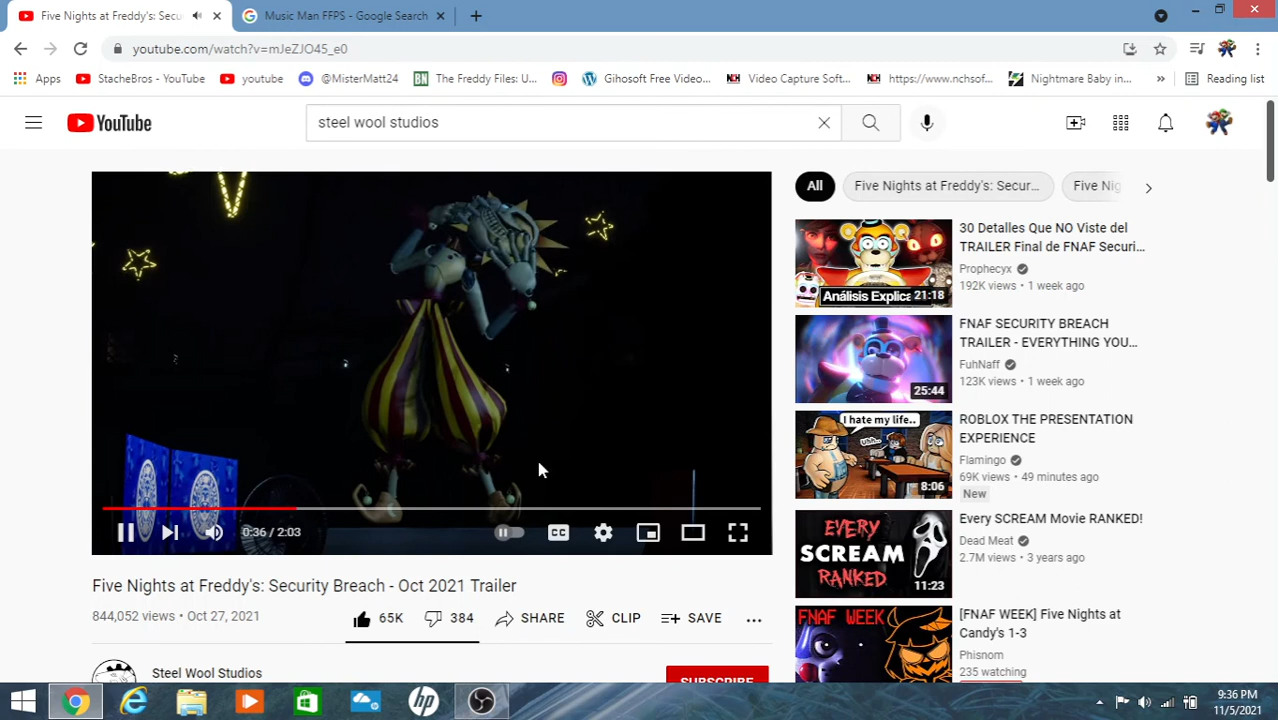 Five Nights at Freddy's: Secu
Music Man FFPS - Google Search
youtube.com/watch?v=mJeZJO45_e0
Apps
StacheBros - YouTube
youtube
@MisterMatt24
The Freddy Files: U...
Gihosoft Free Video...
Video Capture Soft...
https://www.nchsof...
Nightmare Baby in...
»
Reading list
YouTube
steel wool studios
All
Five Nights at Freddy's: Secur...
Five Nig
30 Detalles Que NO Viste del
TRAILER Final de FNAF Securi...
Prophecyx
192K views • 1 week ago
Análisis Explica
21:18
FNAF SECURITY BREACH
TRAILER - EVERYTHING YOU...
FuhNaff
123K views • 1 week ago
25:44
I hate my life..
Uhh..
8:06
ROBLOX THE PRESENTATION
EXPERIENCE
Flamingo
69K views • 49 minutes ago
New
EVERY
SCREAM
RANKED
11:23
Every SCREAM Movie RANKED!
Dead Meat
2.7M views • 3 years ago
FNAF WEEK
[FNAF WEEK] Five Nights at
Candy's 1-3
Phisnom
235 watching
0:36 / 2:03
CC
Five Nights at Freddy's: Security Breach - Oct 2021 Trailer
844,052 views • Oct 27, 2021
65K
384
SHARE
CLIP
SAVE
Steel Wool Studios
SUBSCRIBE
hp
9:36 PM
11/5/2021